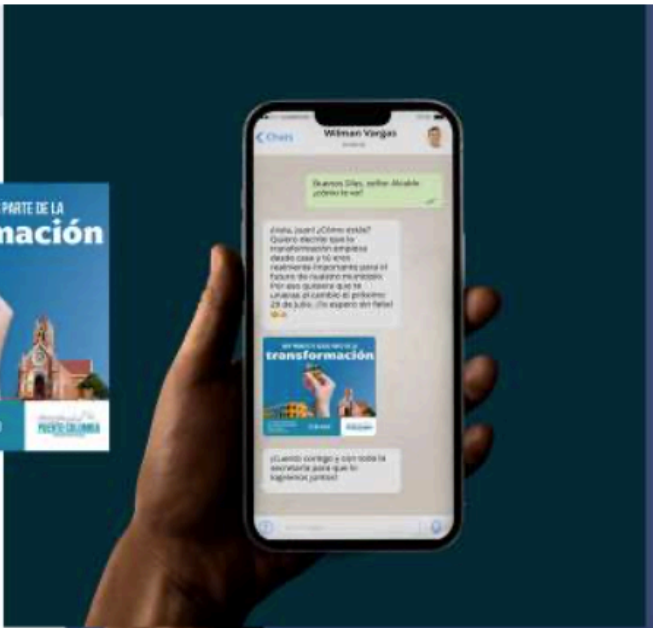 PARTE DE LA
mación
PUERTO COLOMBIA
Chats
Wilman Vargas
Buenos Días, señor Alcalde
¿cómo le va?
¡Hola, Juan! ¿Cómo estás?
Quiero decirte que la
transformación empieza
desde casa y tú eres
realmente importante para el
futuro de nuestro municipio.
Por eso quisiera que te
unieras al cambio el próximo
29 de julio. ¡Te espero sin falta!
PARTE DE LA
transformación
¡Cuento contigo y con toda la
secretaría para que lo
logremos juntos!